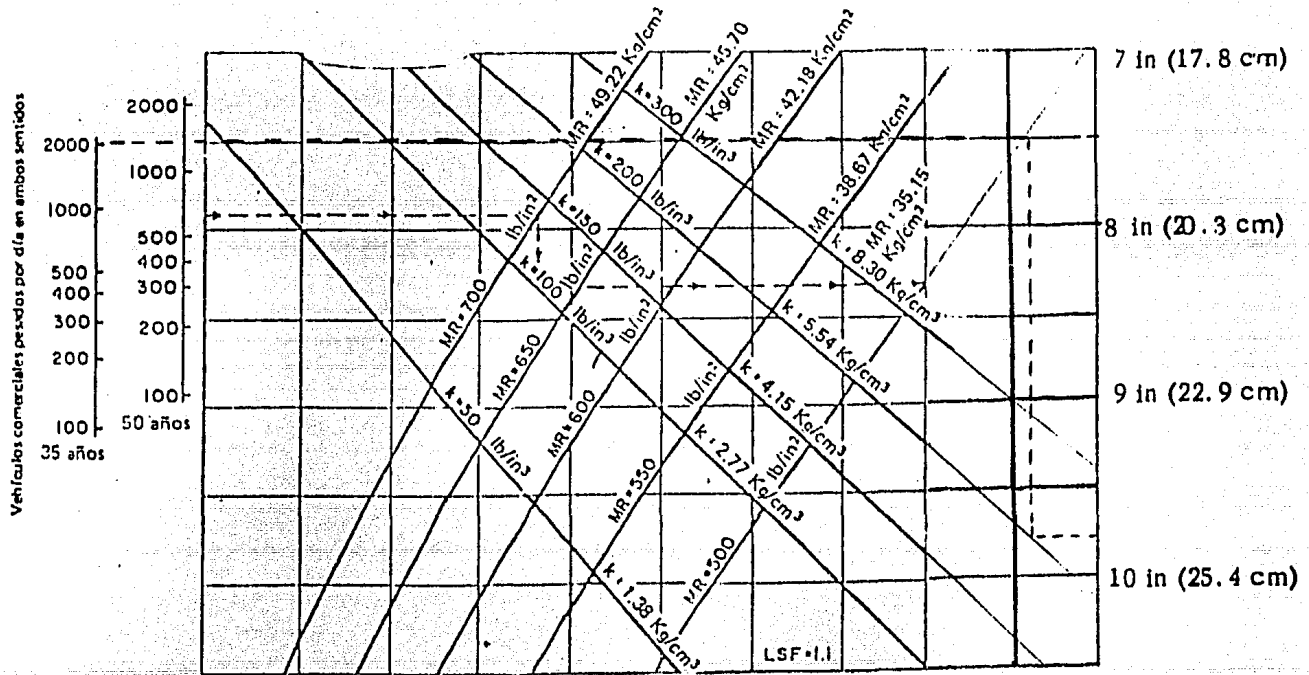 Vehículos comerciales pesados por día en ambos sentidos
2000
1000
500
400
300
200
100
35 años
2000
1000
500
400
300
200
100
50 años
MR = 700 lb/in² MR = 49.22 Kg/cm²
MR = 650 lb/in² MR = 45.70 Kg/cm²
MR = 600 lb/in² MR = 42.18 Kg/cm²
MR = 550 lb/in² MR = 38.67 Kg/cm²
MR = 500 lb/in² MR = 35.15 Kg/cm²
k = 50 lb/in³ k = 1.38 Kg/cm³
k = 100 lb/in³ k = 2.77 Kg/cm³
k = 150 lb/in³ k = 4.15 Kg/cm³
k = 200 lb/in³ k = 5.54 Kg/cm³
k = 300 lb/in³ k = 8.30 Kg/cm³
LSF=1.1
7 in (17.8 cm)
8 in (20.3 cm)
9 in (22.9 cm)
10 in (25.4 cm)